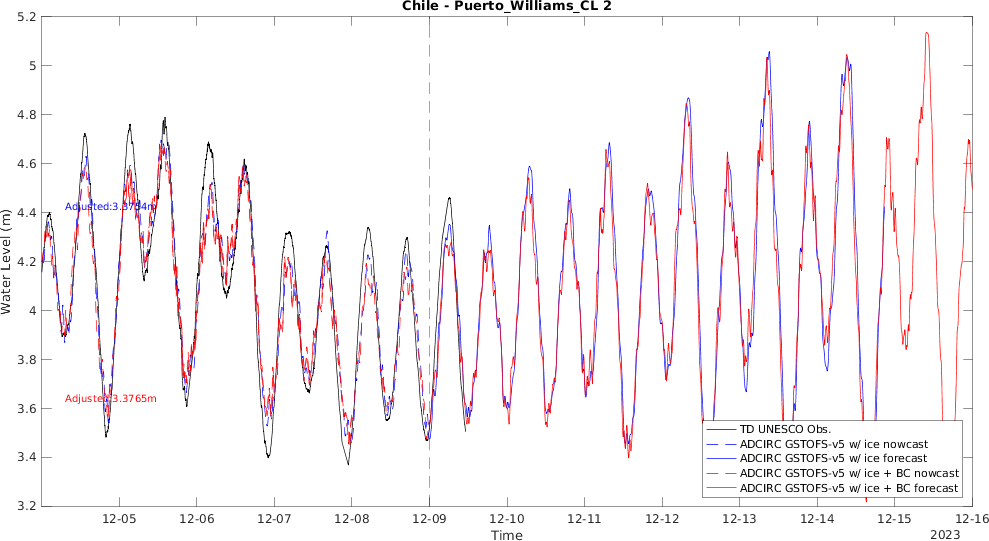 Chile - Puerto_Williams_CL 2
5.2
5
4.8
4.6
4.4
4.2
4
3.8
3.6
3.4
3.2
Water Level (m)
Adjusted:3.3754m
Adjusted:3.3765m
TD UNESCO Obs.
ADCIRC GSTOFS-v5 w/ ice nowcast
ADCIRC GSTOFS-v5 w/ ice forecast
ADCIRC GSTOFS-v5 w/ ice + BC nowcast
ADCIRC GSTOFS-v5 w/ ice + BC forecast
12-05 12-06 12-07 12-08 12-09 12-10 12-11 12-12 12-13 12-14 12-15 12-16
Time
2023